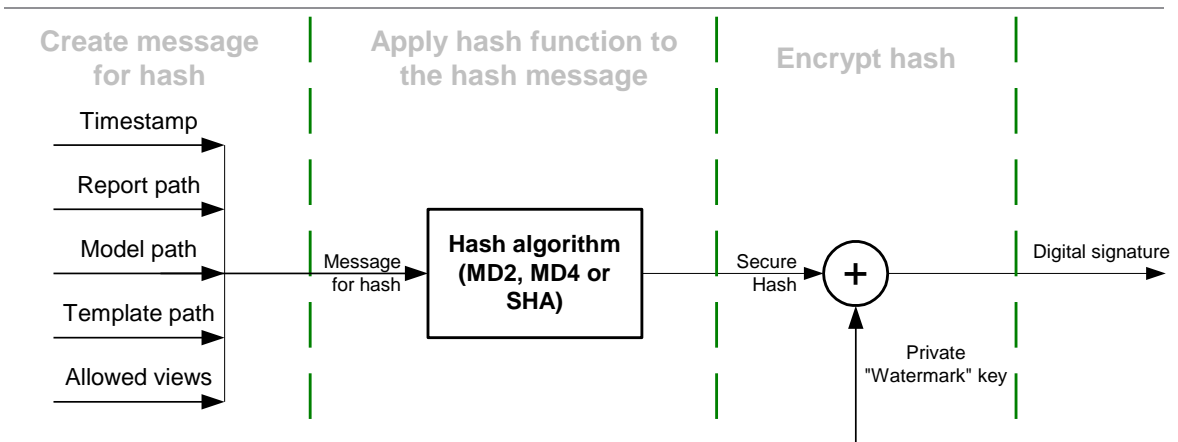 Create message
for hash
Apply hash function to
the hash message
Encrypt hash
Timestamp
Report path
Model path
Template path
Allowed views
Message
for hash
Hash algorithm
(MD2, MD4 or
SHA)
Secure
Hash
+
Digital signature
Private
"Watermark" key